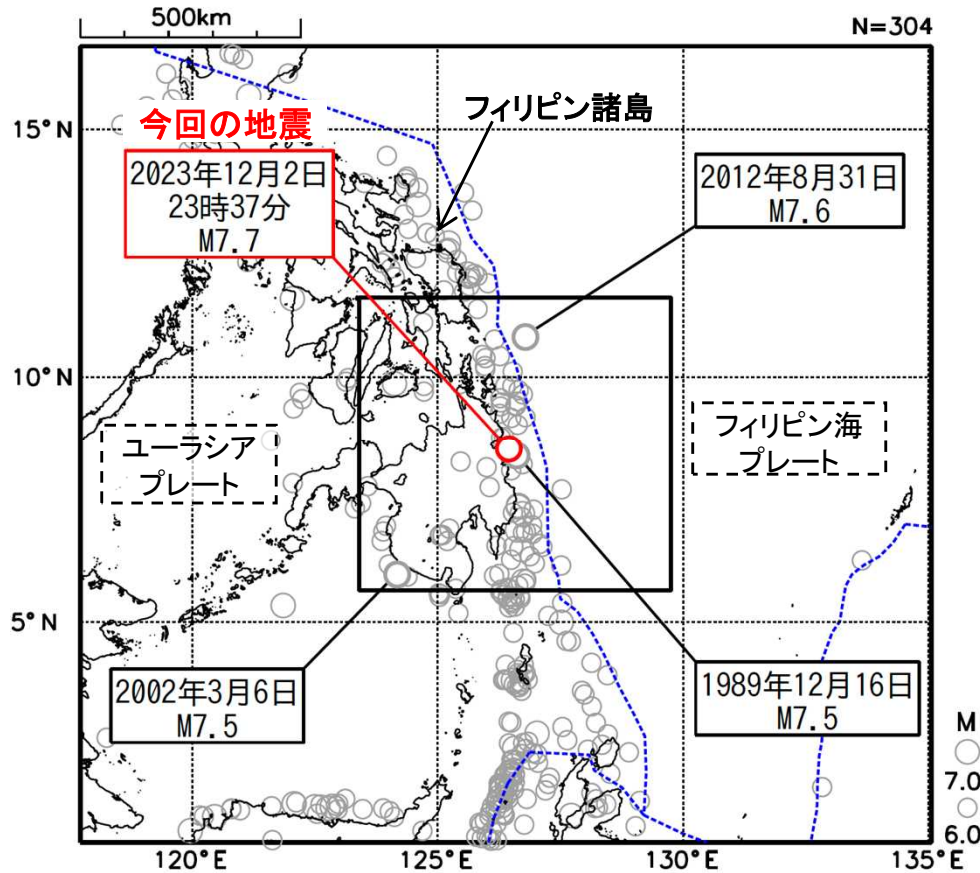 500km
N=304
15°N
今回の地震
フィリピン諸島
2023年12月2日
23時37分
M7.7
2012年8月31日
M7.6
10°N
ユーラシア
プレート
フィリピン海
プレート
5°N
2002年3月6日
M7.5
1989年12月16日
M7.5
M
7.0
6.0
120°E
125°E
130°E
135°E